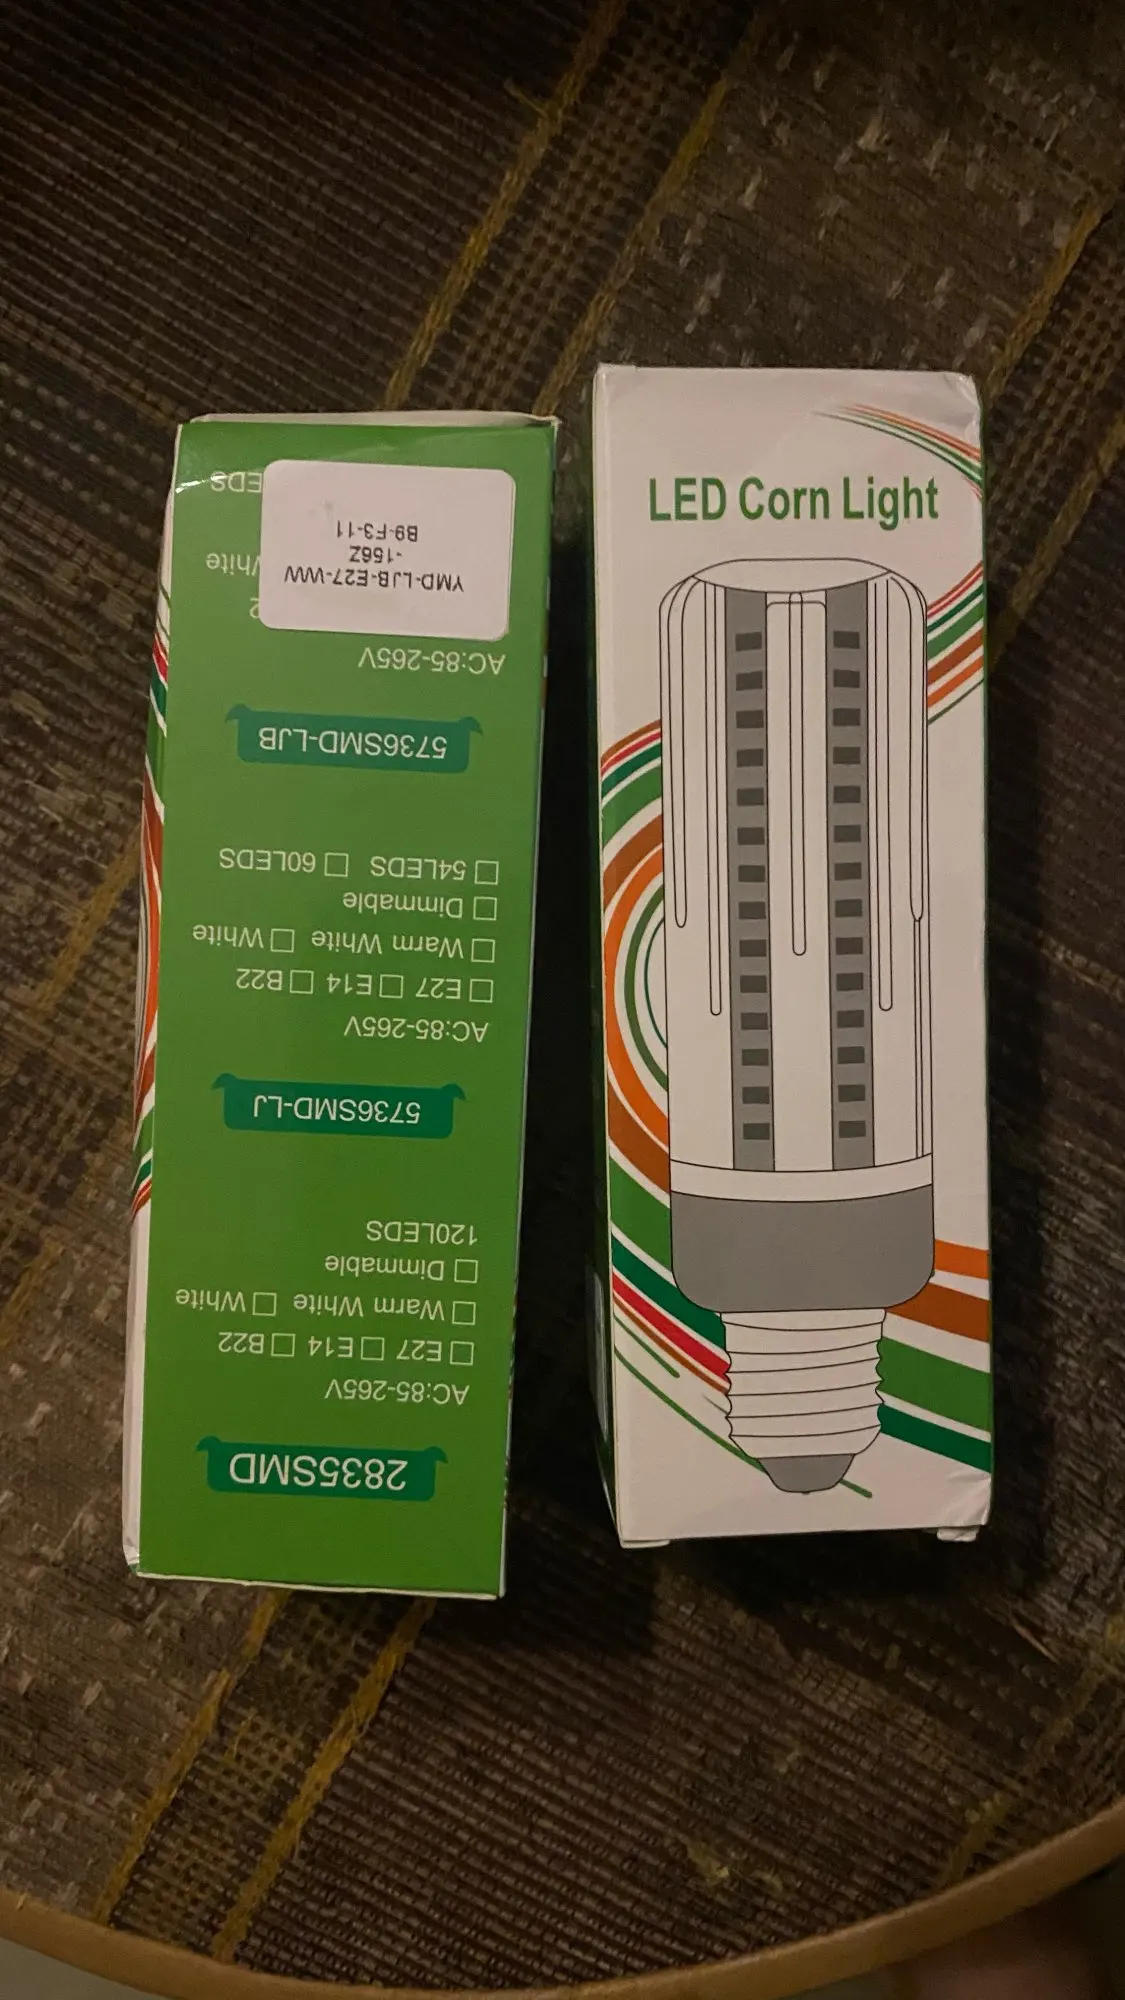 LED Corn Light
2835SMD
AC:85-265V
☐ E27 ☐ E14 ☐ B22
☐ Warm White ☐ White
☐ Dimmable
120LEDS
5736SMD-LJ
AC:85-265V
☐ E27 ☐ E14 ☐ B22
☐ Warm White ☐ White
☐ Dimmable
☐ 54LEDS ☐ 60LEDS
5736SMD-LJB
AC:85-265V
YMD-LJB-E27-WW
-156Z
B9-F3-11